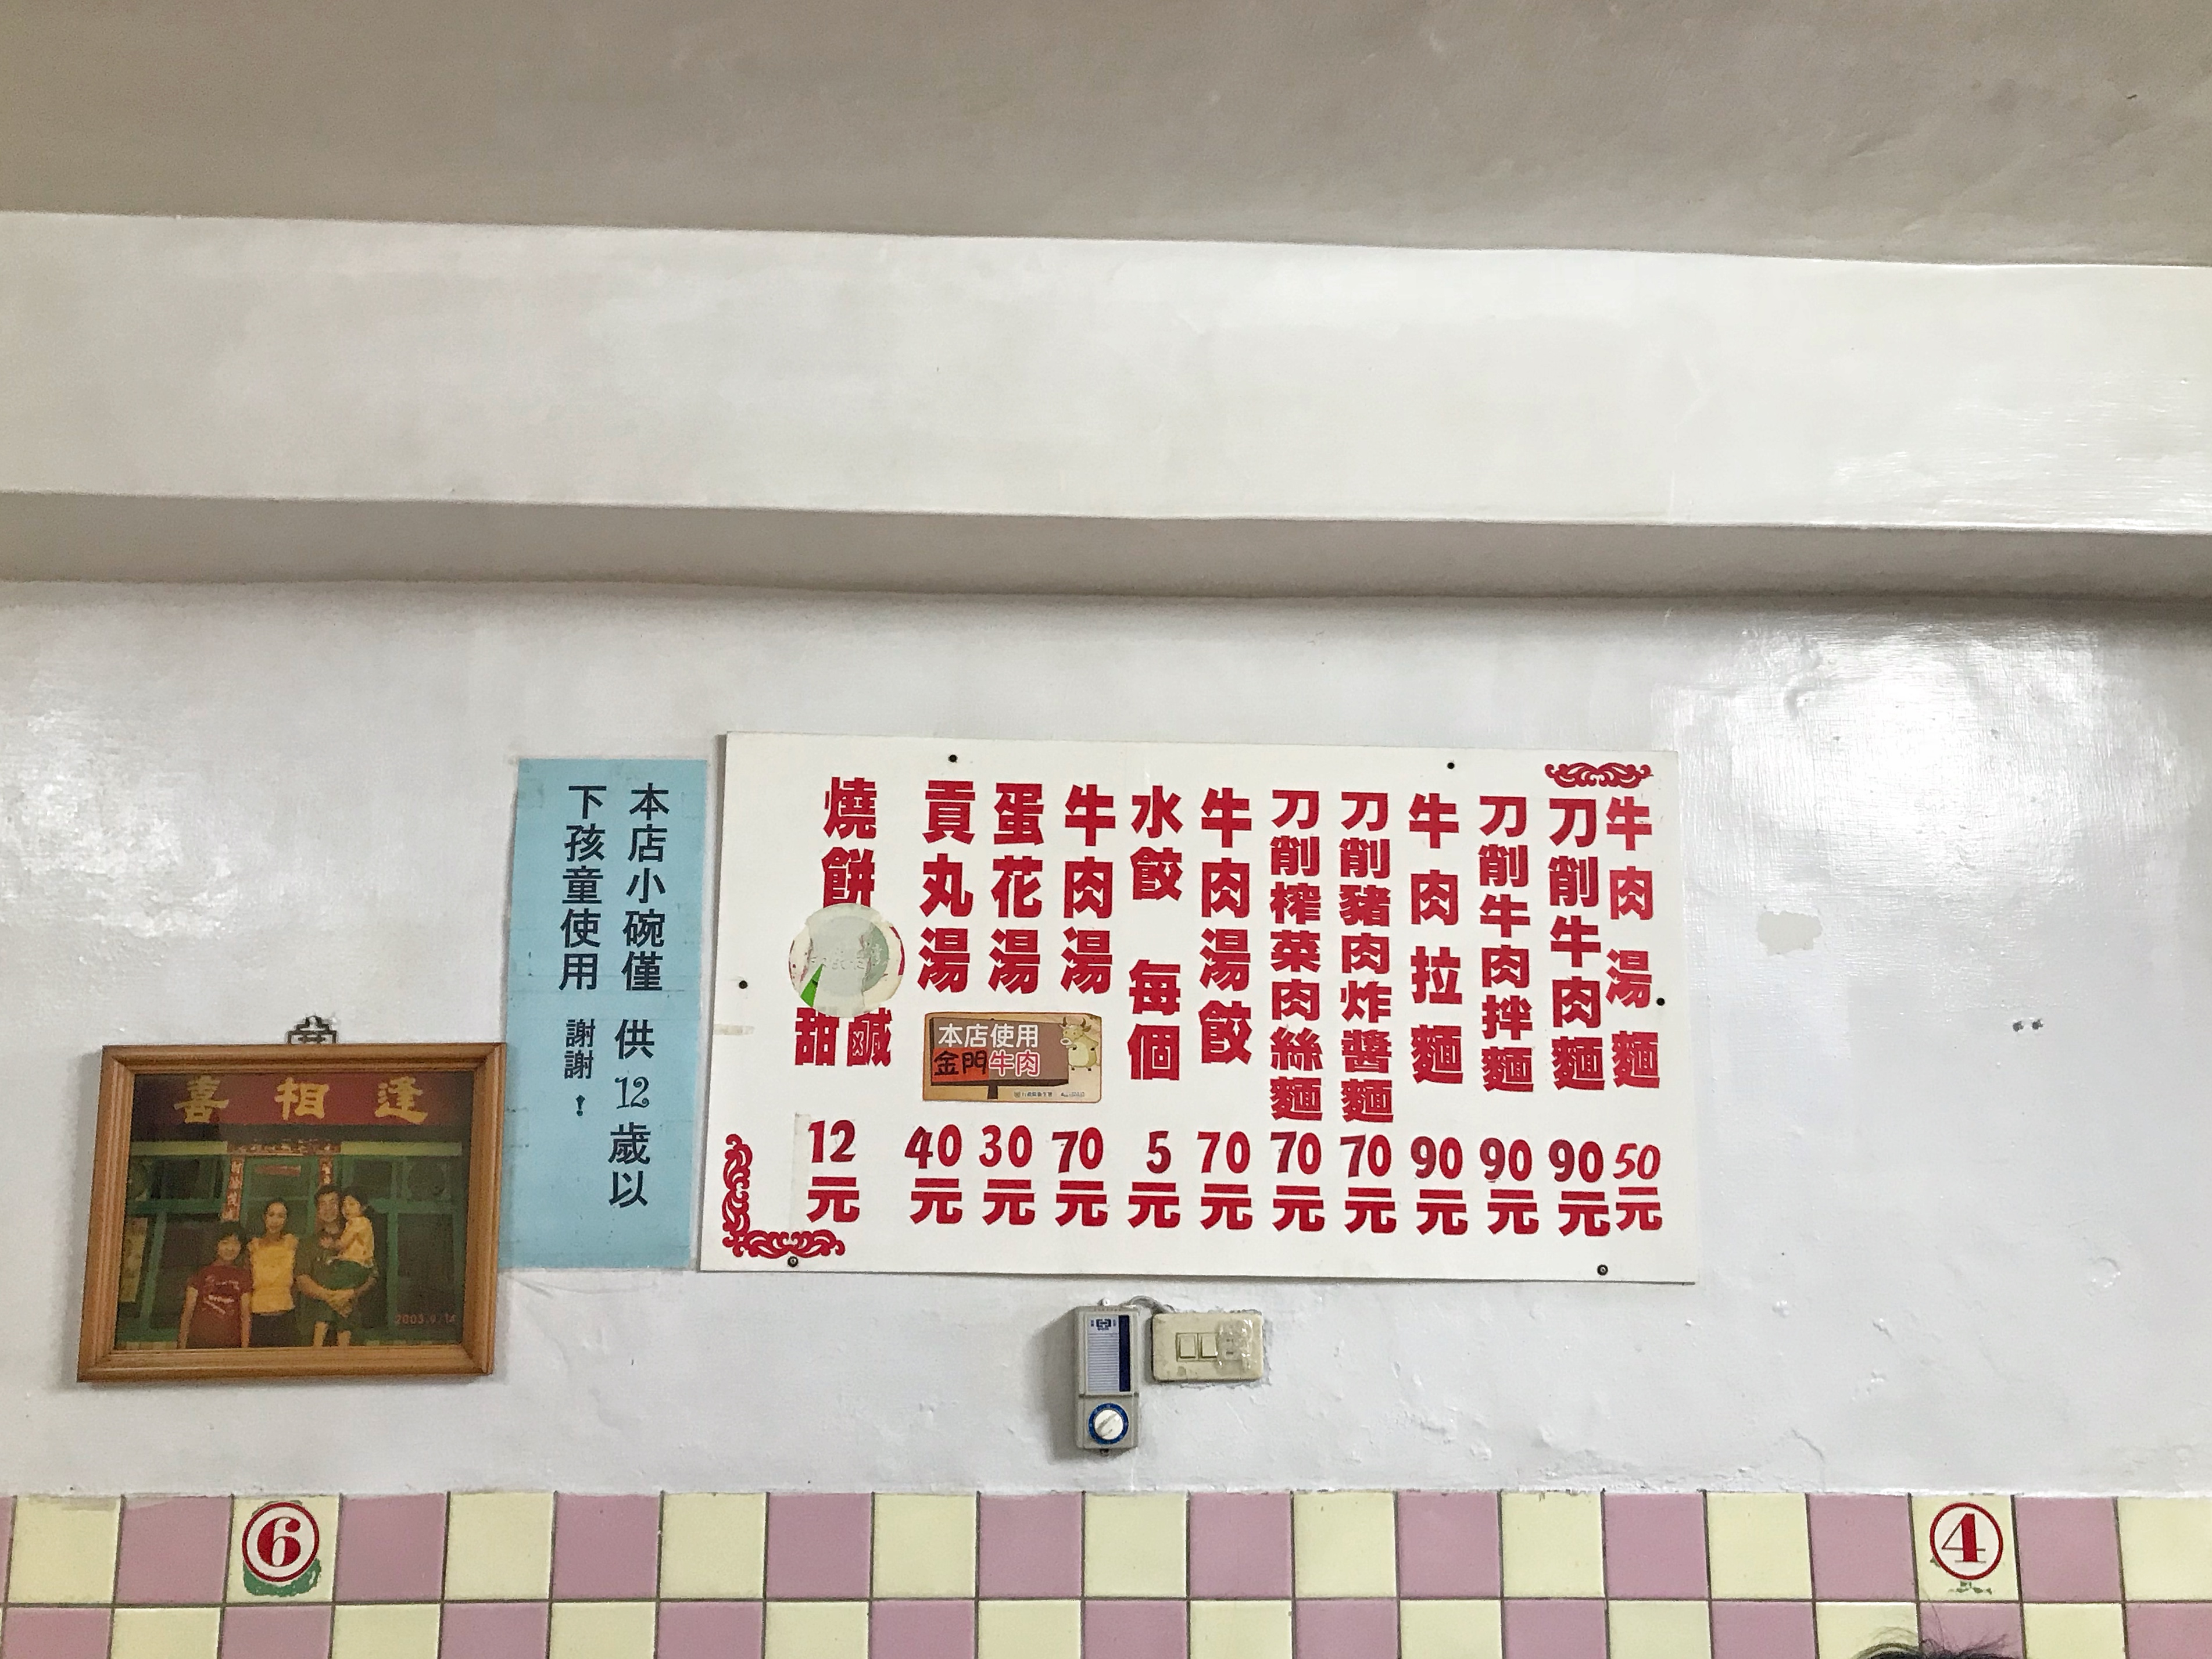 牛肉湯麵 50元
刀削牛肉麵 90元
刀削牛肉拌麵 90元
牛肉拉麵 90元
刀削豬肉炸醬麵 70元
刀削榨菜肉絲麵 70元
牛肉湯餃 70元
水餃 每個 5元
牛肉湯 70元
蛋花湯 30元
貢丸湯 40元
燒餅 鹹 甜 12元
本店使用
金門牛肉
本店小碗僅 供12歲以
下孩童使用 謝謝!
喜相逢
2003.9/14
6
4